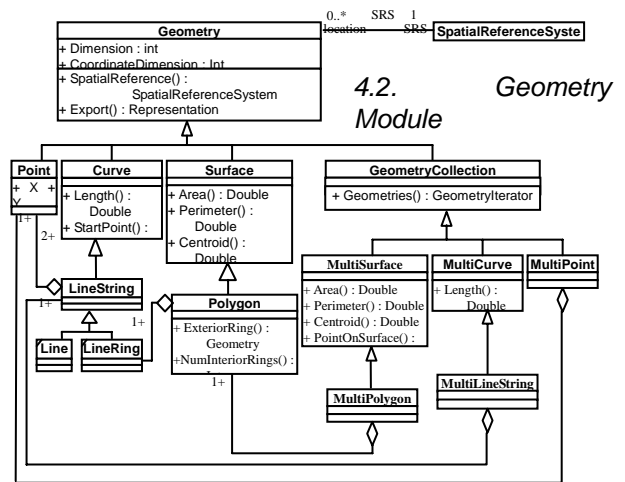 Geometry
+ Dimension : int
+ CoordinateDimension : Int
+ SpatialReference() :
SpatialReferenceSystem
+ Export() : Representation
0..* SRS 1
location SRS
SpatialReferenceSyste
4.2. Geometry
Module
Point
+ X +
Y
Curve
+ Length() :
Double
+ StartPoint() :
Surface
+ Area() : Double
+ Perimeter() :
Double
+ Centroid() :
Double
GeometryCollection
+ Geometries() : GeometryIterator
1+
2+
LineString
1+
Line
LineRing
1+
Polygon
+ ExteriorRing() :
Geometry
+NumInteriorRings() :
1+
MultiSurface
+ Area() : Double
+ Perimeter() : Double
+ Centroid() : Double
+ PointOnSurface() :
MultiCurve
+ Length() :
Double
MultiPoint
MultiPolygon
MultiLineString